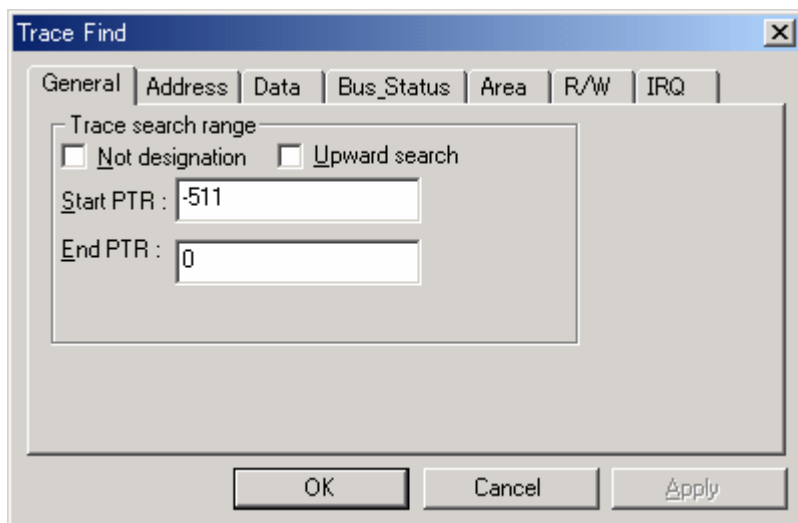 Trace Find
General Address Data Bus_Status Area R/W IRQ
Trace search range
Not designation Upward search
Start PTR : -511
End PTR : 0
OK Cancel Apply